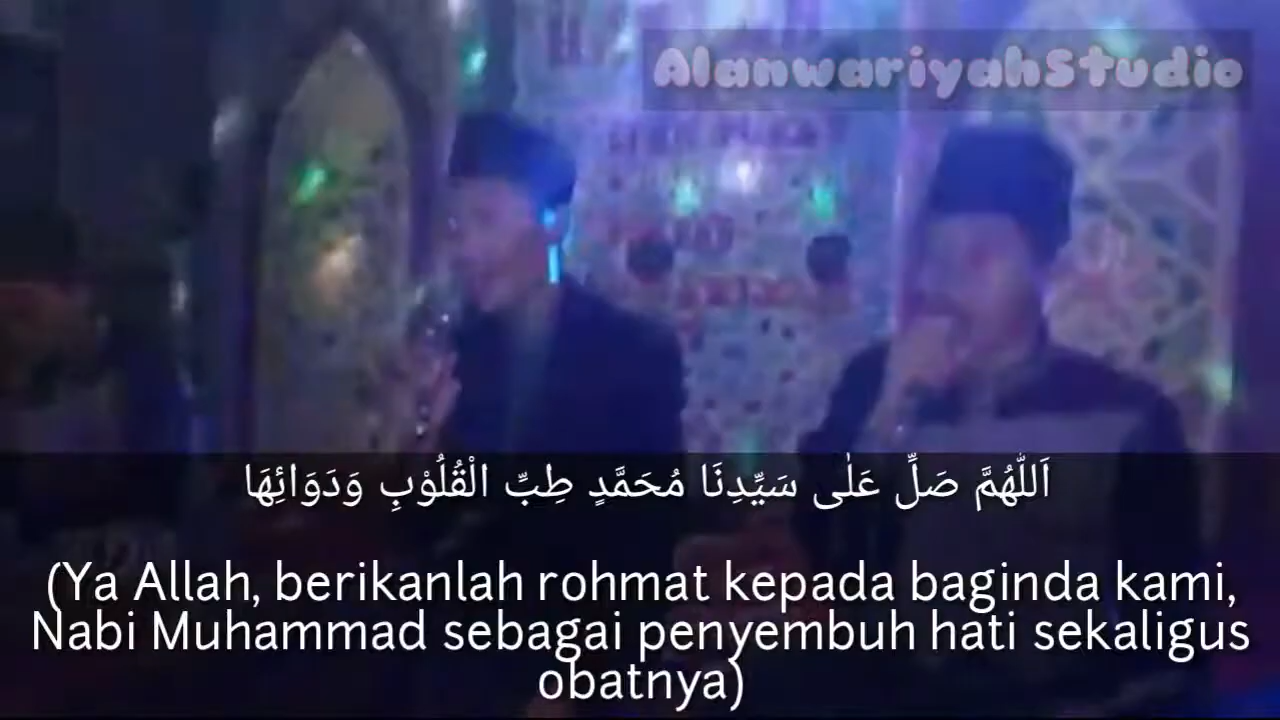 AlanwariyahStudio
اَللّٰهُمَّ صَلِّ عَلٰى سَيِّدِنَا مُحَمَّدٍ طِبِّ الْقُلُوْبِ وَدَوَائِهَا
(Ya Allah, berikanlah rohmat kepada baginda kami,
Nabi Muhammad sebagai penyembuh hati sekaligus
obatnya)